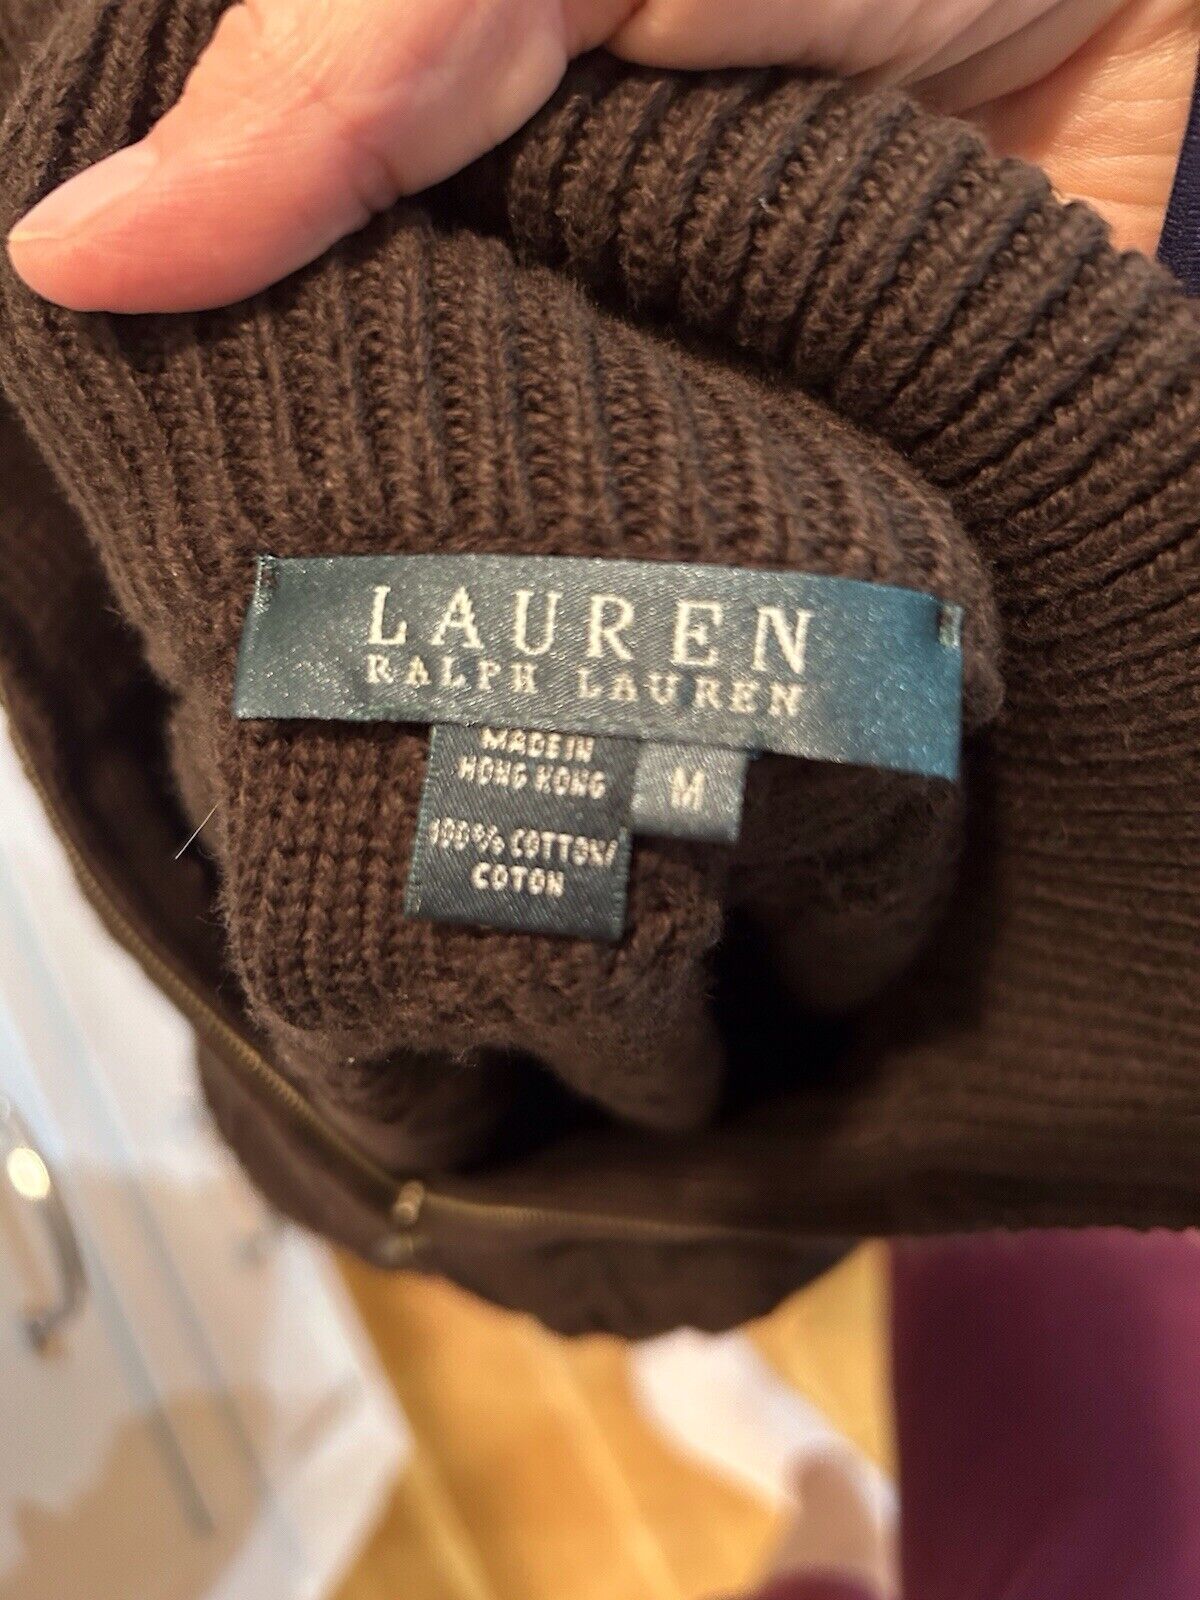 LAUREN
RALPH LAUREN
MADE IN
HONG KONG
M
100% COTTON/
COTON